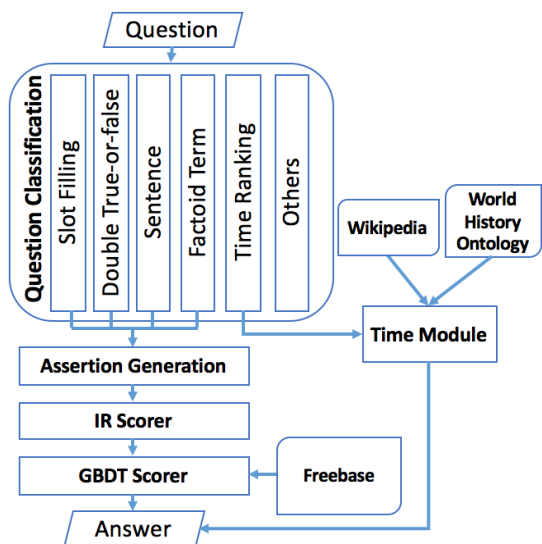 Question
Question Classification
Slot Filling
Double True-or-false
Sentence
Factoid Term
Time Ranking
Others
Wikipedia
World
History
Ontology
Time Module
Assertion Generation
IR Scorer
GBDT Scorer
Freebase
Answer